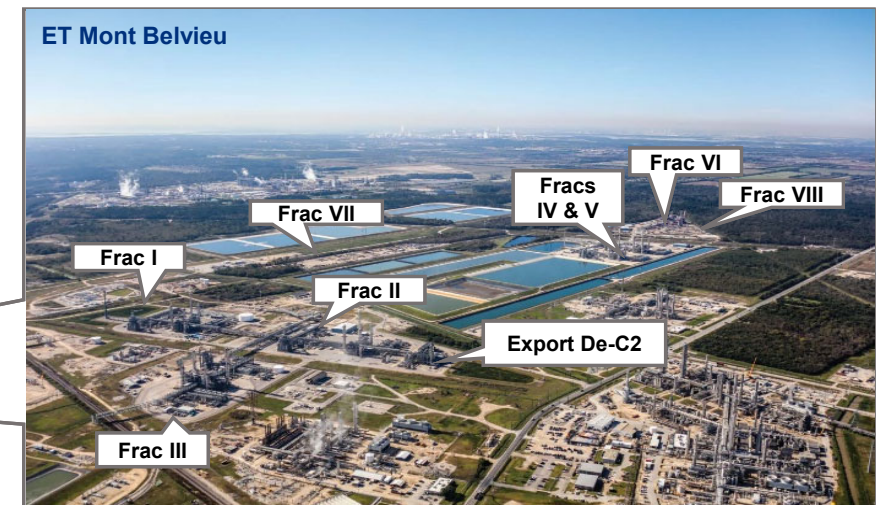 ET Mont Belvieu
Frac VI
Fracs
IV & V
Frac VIII
Frac VII
Frac I
Frac II
Export De-C2
Frac III